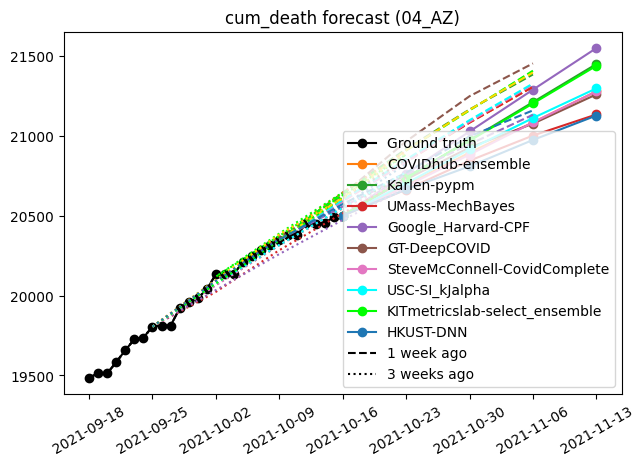 cum_death forecast (04_AZ)
21500
21000
20500
20000
19500
Ground truth
COVIDhub-ensemble
Karlen-pypm
UMass-MechBayes
Google_Harvard-CPF
GT-DeepCOVID
SteveMcConnell-CovidComplete
USC-SI_kJalpha
KITmetricslab-select_ensemble
HKUST-DNN
1 week ago
3 weeks ago
2021-09-18
2021-09-25
2021-10-02
2021-10-09
2021-10-16
2021-10-23
2021-10-30
2021-11-06
2021-11-13